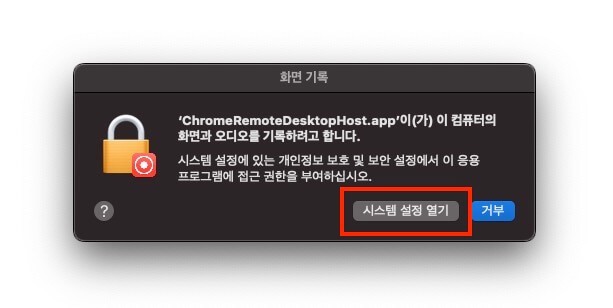 화면 기록
‘ChromeRemoteDesktopHost.app’이(가) 이 컴퓨터의
화면과 오디오를 기록하려고 합니다.
시스템 설정에 있는 개인정보 보호 및 보안 설정에서 이 응용
프로그램에 접근 권한을 부여하십시오.
? 시스템 설정 열기 거부